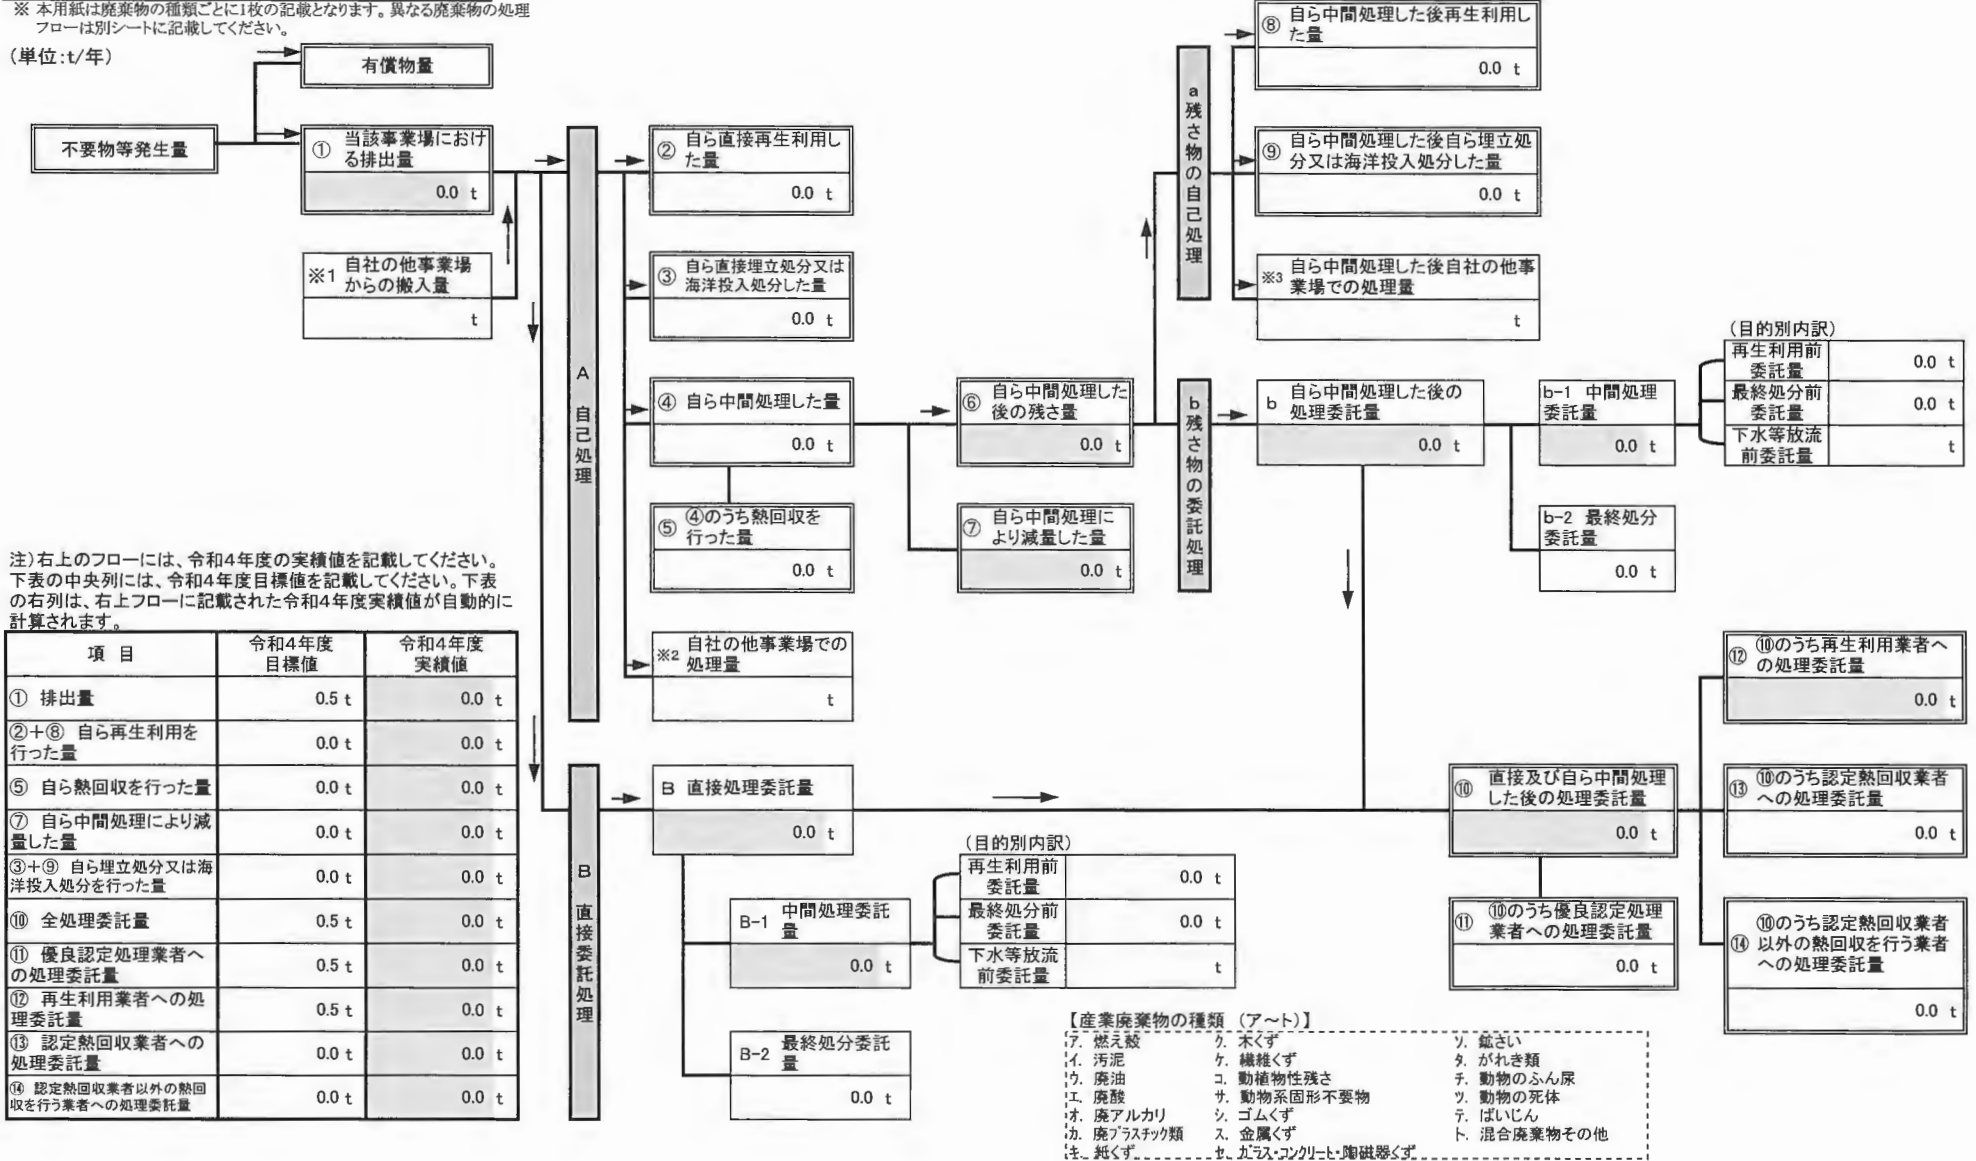 ※ 本用紙は廃棄物の種類ごとに1枚の記載となります。異なる廃棄物の処理
フローは別シートに記載してください。
(単位:t/年)
有償物量
不要物等発生量
① 当該事業場におけ
る排出量
0.0 t
※1 自社の他事業場
からの搬入量
t
A 自己処理
② 自ら直接再生利用し
た量
0.0 t
③ 自ら直接埋立処分又は
海洋投入処分した量
0.0 t
④ 自ら中間処理した量
0.0 t
⑤ ④のうち熱回収を
行った量
0.0 t
※2 自社の他事業場での
処理量
t
⑥ 自ら中間処理した
後の残さ量
0.0 t
⑦ 自ら中間処理に
より減量した量
0.0 t
a 残さ物の自己処理
⑧ 自ら中間処理した後再生利用し
た量
0.0 t
⑨ 自ら中間処理した後自ら埋立処
分又は海洋投入処分した量
0.0 t
※3 自ら中間処理した後自社の他事
業場での処理量
t
b 残さ物の委託処理
b 自ら中間処理した後の
処理委託量
0.0 t
b-1 中間処理
委託量
0.0 t
b-2 最終処分
委託量
0.0 t
(目的別内訳)
再生利用前
委託量
0.0 t
最終処分前
委託量
0.0 t
下水等放流
前委託量
t
注)右上のフローには、令和4年度の実績値を記載してください。
下表の中央列には、令和4年度目標値を記載してください。下表
の右列は、右上フローに記載された令和4年度実績値が自動的に
計算されます。
項 目
令和4年度
目標値
令和4年度
実績値
① 排出量 0.5 t 0.0 t
②+⑧ 自ら再生利用を
行った量 0.0 t 0.0 t
⑤ 自ら熱回収を行った量 0.0 t 0.0 t
⑦ 自ら中間処理により減
量した量 0.0 t 0.0 t
③+⑨ 自ら埋立処分又は海
洋投入処分を行った量 0.0 t 0.0 t
⑩ 全処理委託量 0.5 t 0.0 t
⑪ 優良認定処理業者へ
の処理委託量 0.5 t 0.0 t
⑫ 再生利用業者への処
理委託量 0.5 t 0.0 t
⑬ 認定熱回収業者への
処理委託量 0.0 t 0.0 t
⑭ 認定熱回収業者以外の熱回
収を行う業者への処理委託量 0.0 t 0.0 t
B 直接委託処理
B 直接処理委託量
0.0 t
B-1 中間処理委託
量
0.0 t
B-2 最終処分委託
量
0.0 t
(目的別内訳)
再生利用前
委託量
0.0 t
最終処分前
委託量
0.0 t
下水等放流
前委託量
t
⑩ 直接及び自ら中間処理
した後の処理委託量
0.0 t
⑪ ⑩のうち優良認定処理
業者への処理委託量
0.0 t
⑫ ⑩のうち再生利用業者へ
の処理委託量
0.0 t
⑬ ⑩のうち認定熱回収業者
への処理委託量
0.0 t
⑭ ⑩のうち認定熱回収業者
以外の熱回収を行う業者
への処理委託量
0.0 t
【産業廃棄物の種類 (ア~ト)】
ア. 燃え殻 ク. 木くず ソ. 鉱さい
イ. 汚泥 ケ. 繊維くず タ. がれき類
ウ. 廃油 コ. 動植物性残さ チ. 動物のふん尿
エ. 廃酸 サ. 動物系固形不要物 ツ. 動物の死体
オ. 廃アルカリ シ. ゴムくず テ. ばいじん
カ. 廃プラスチック類 ス. 金属くず ト. 混合廃棄物その他
キ. 紙くず セ. ガラス・コンクリート・陶磁器くず